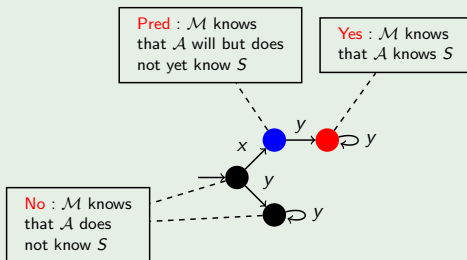 Pred : ℳ knows
that 𝒜 will but does
not yet know S
Yes : ℳ knows
that 𝒜 knows S
y
x
y
y
No : ℳ knows
that 𝒜 does
not know S
y